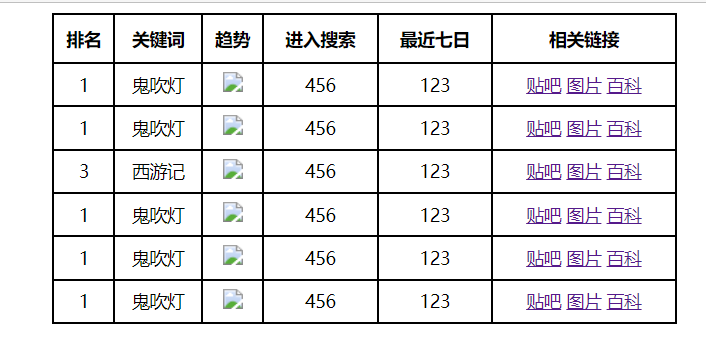 排名 关键词 趋势 进入搜索 最近七日 相关链接
1 鬼吹灯 456 123 贴吧 图片 百科
1 鬼吹灯 456 123 贴吧 图片 百科
3 西游记 456 123 贴吧 图片 百科
1 鬼吹灯 456 123 贴吧 图片 百科
1 鬼吹灯 456 123 贴吧 图片 百科
1 鬼吹灯 456 123 贴吧 图片 百科